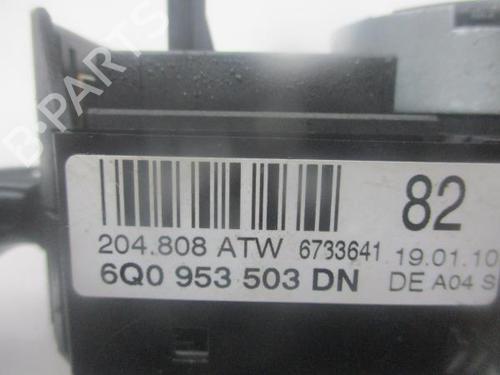 B-PARTS
82
204.808 ATW 6733641 19.01.10
6Q0 953 503 DN DE A04 S